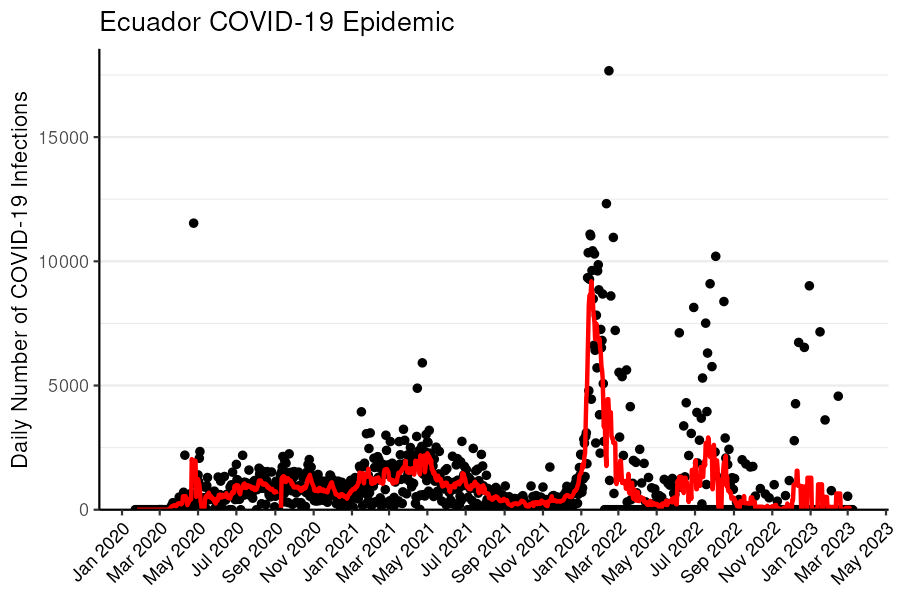 Ecuador COVID-19 Epidemic
Daily Number of COVID-19 Infections
15000
10000
5000
0
Jan 2020
Mar 2020
May 2020
Jul 2020
Sep 2020
Nov 2020
Jan 2021
Mar 2021
May 2021
Jul 2021
Sep 2021
Nov 2021
Jan 2022
Mar 2022
May 2022
Jul 2022
Sep 2022
Nov 2022
Jan 2023
Mar 2023
May 2023